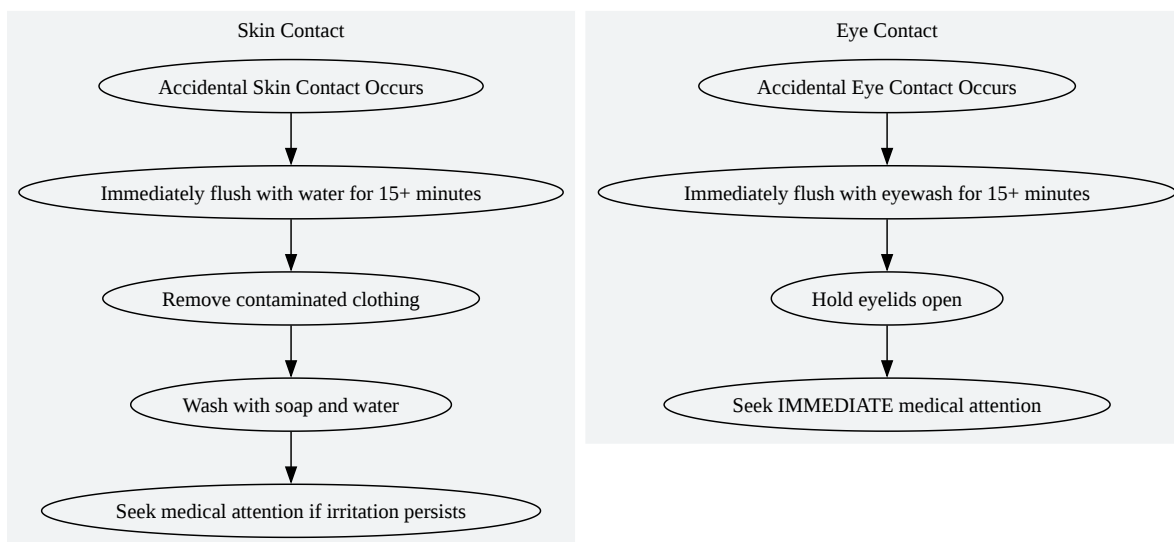 Skin Contact
Accidental Skin Contact Occurs
Immediately flush with water for 15+ minutes
Remove contaminated clothing
Wash with soap and water
Seek medical attention if irritation persists
Eye Contact
Accidental Eye Contact Occurs
Immediately flush with eyewash for 15+ minutes
Hold eyelids open
Seek IMMEDIATE medical attention